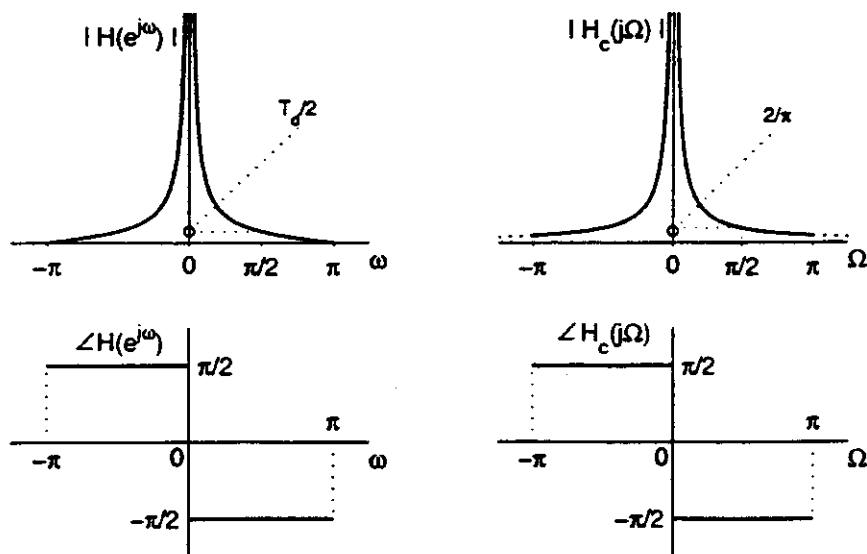 | H(e^{jω}) |
T_d/2
−π 0 π/2 π ω
| H_c(jΩ) |
2/π
−π 0 π/2 π Ω
∠H(e^{jω})
π/2
π
−π 0 ω
−π/2
∠H_c(jΩ)
π/2
π
−π 0 Ω
−π/2